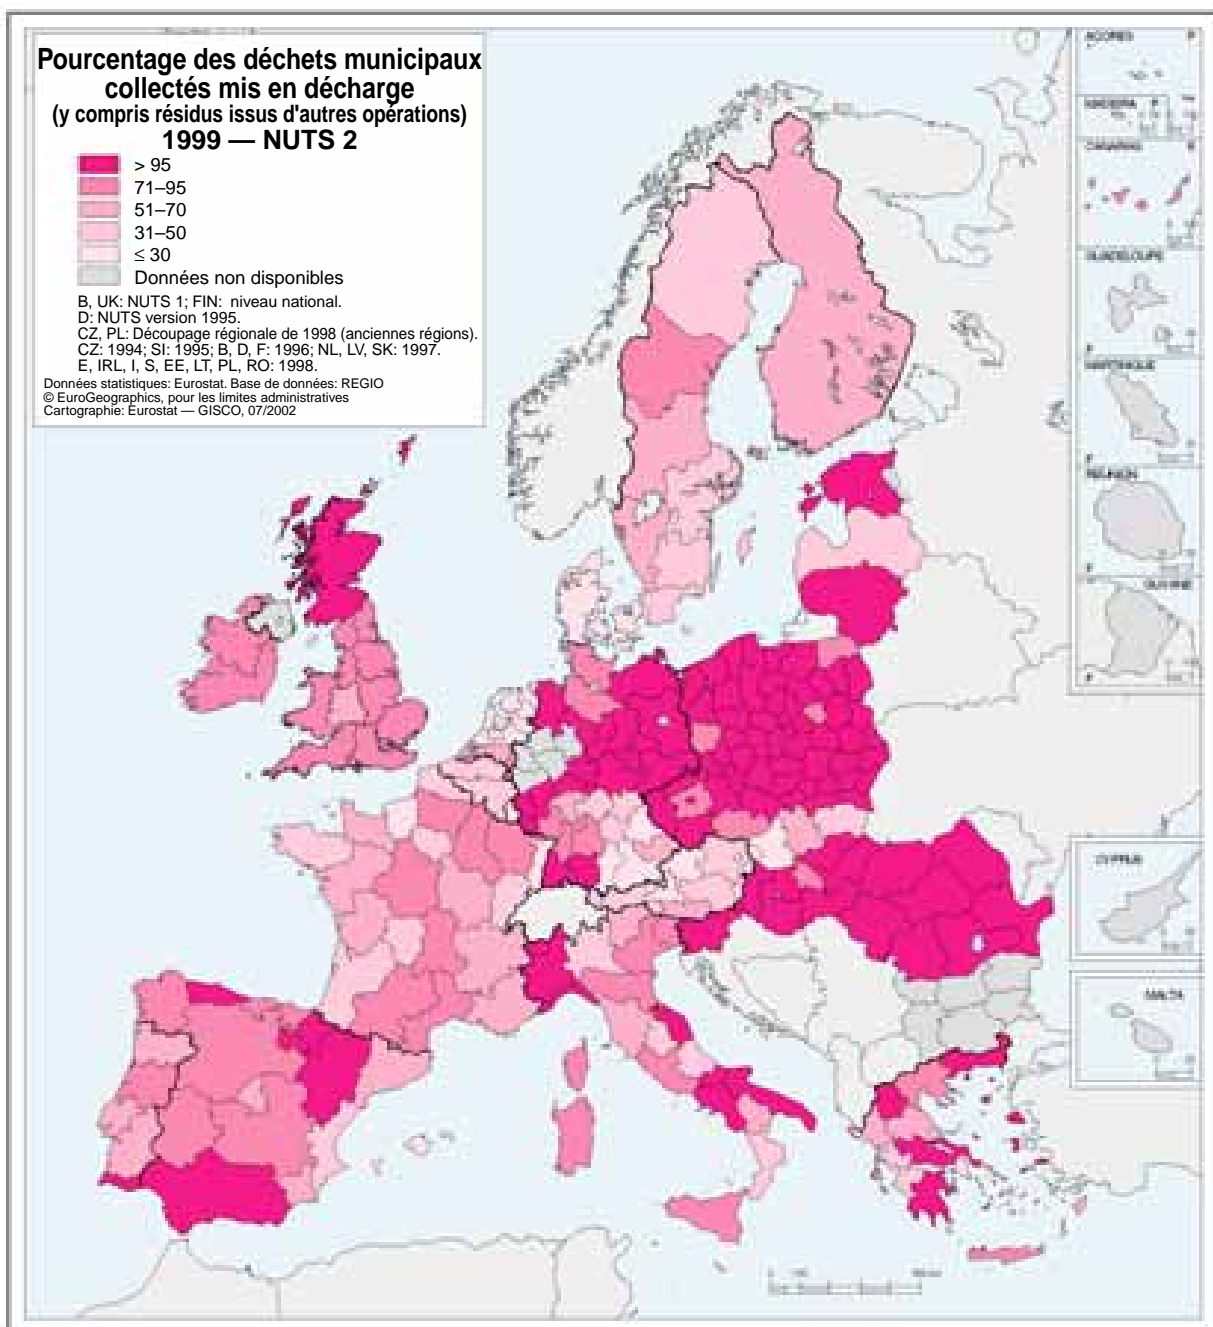 Pourcentage des déchets municipaux
collectés mis en décharge
(y compris résidus issus d'autres opérations)
1999 — NUTS 2
> 95
71–95
51–70
31–50
≤ 30
Données non disponibles
B, UK: NUTS 1; FIN: niveau national.
D: NUTS version 1995.
CZ, PL: Découpage régionale de 1998 (anciennes régions).
CZ: 1994; SI: 1995; B, D, F: 1996; NL, LV, SK: 1997.
E, IRL, I, S, EE, LT, PL, RO: 1998.
Données statistiques: Eurostat. Base de données: REGIO
© EuroGeographics, pour les limites administratives
Cartographie: Eurostat — GISCO, 07/2002
AÇORES P
MADEIRA P
CANARIAS E
GUADELOUPE
F
MARTINIQUE
F
RÉUNION
F
GUYANE
F
CYPRUS
MALTA